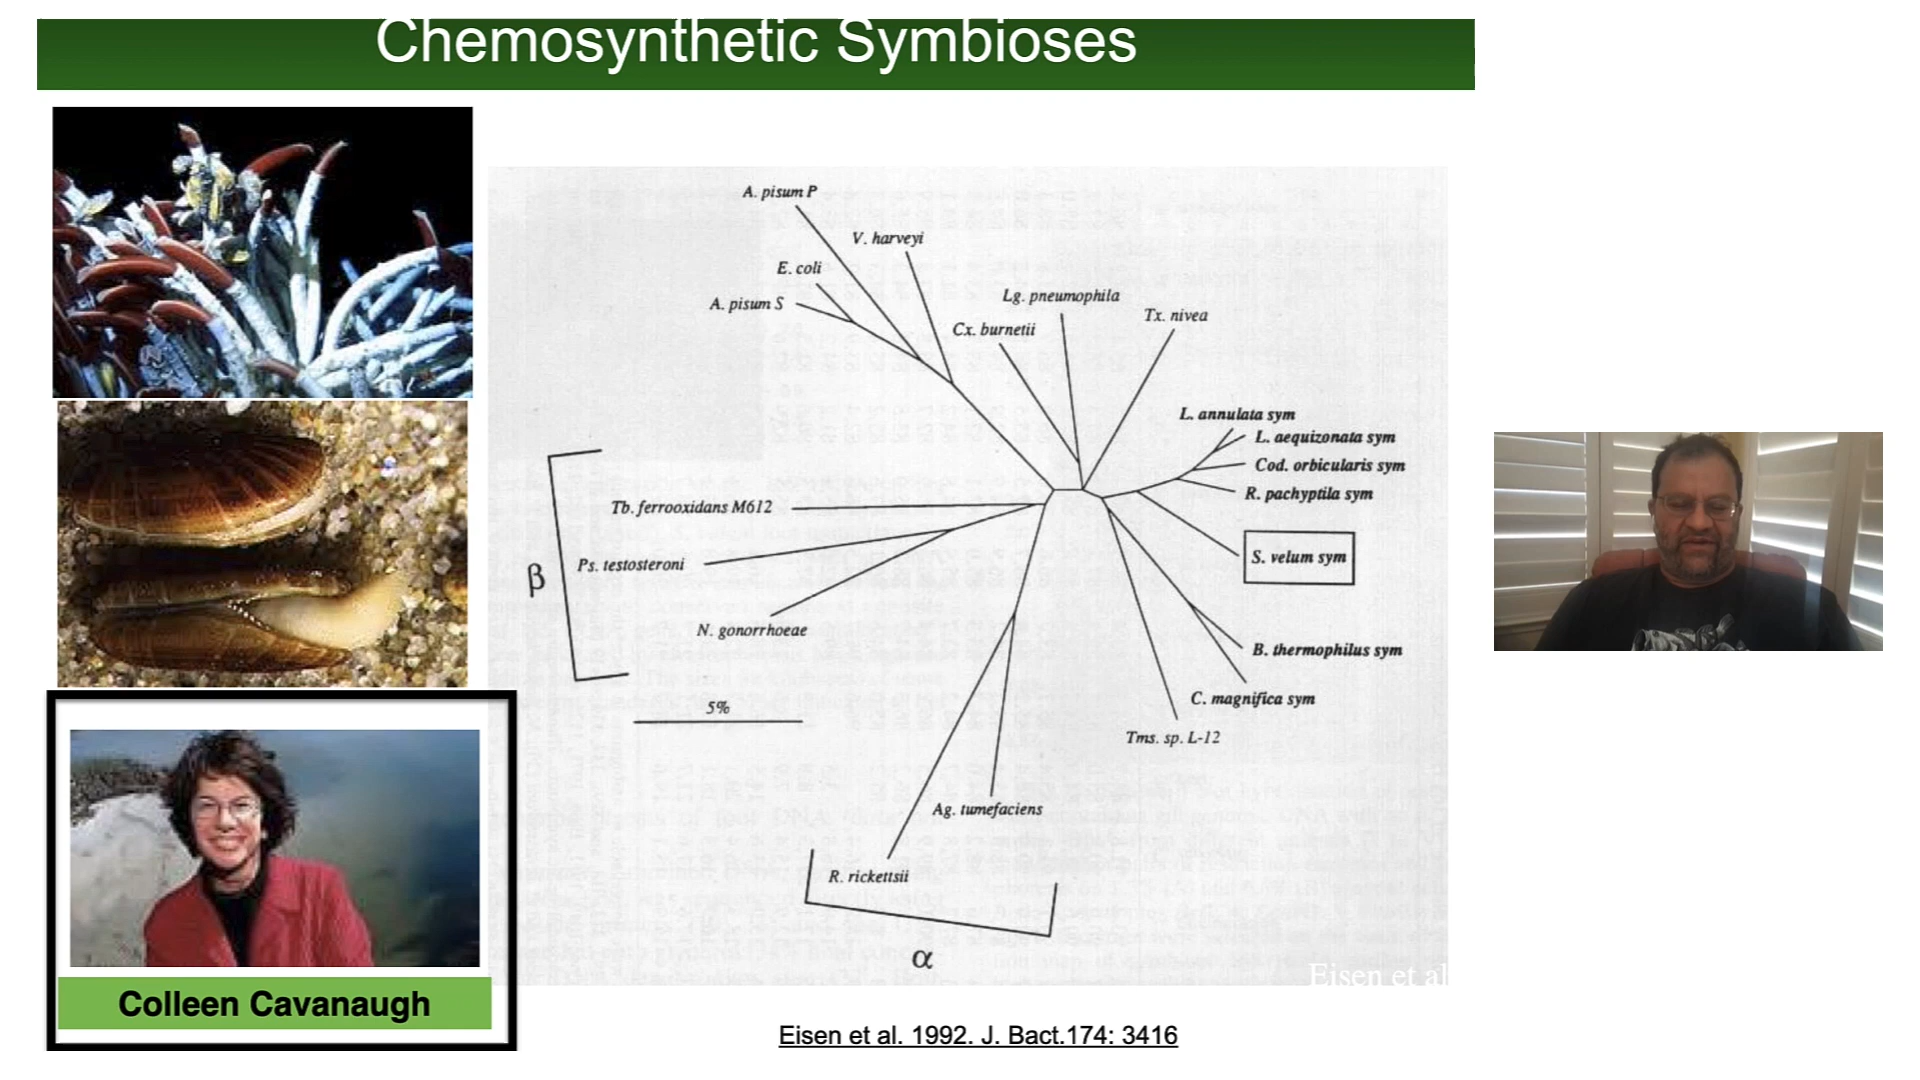 Chemosynthetic Symbioses
A. pisum P
V. harveyi
E. coli
A. pisum S
Lg. pneumophila
Cx. burnetii
Tx. nivea
L. annulata sym
L. aequizonata sym
Cod. orbicularis sym
R. pachyptila sym
S. velum sym
B. thermophilus sym
C. magnifica sym
Tms. sp. L-12
Tb. ferrooxidans M612
Ps. testosteroni
N. gonorrhoeae
β
5%
Ag. tumefaciens
R. rickettsii
α
Eisen et al
Colleen Cavanaugh
Eisen et al. 1992. J. Bact.174: 3416